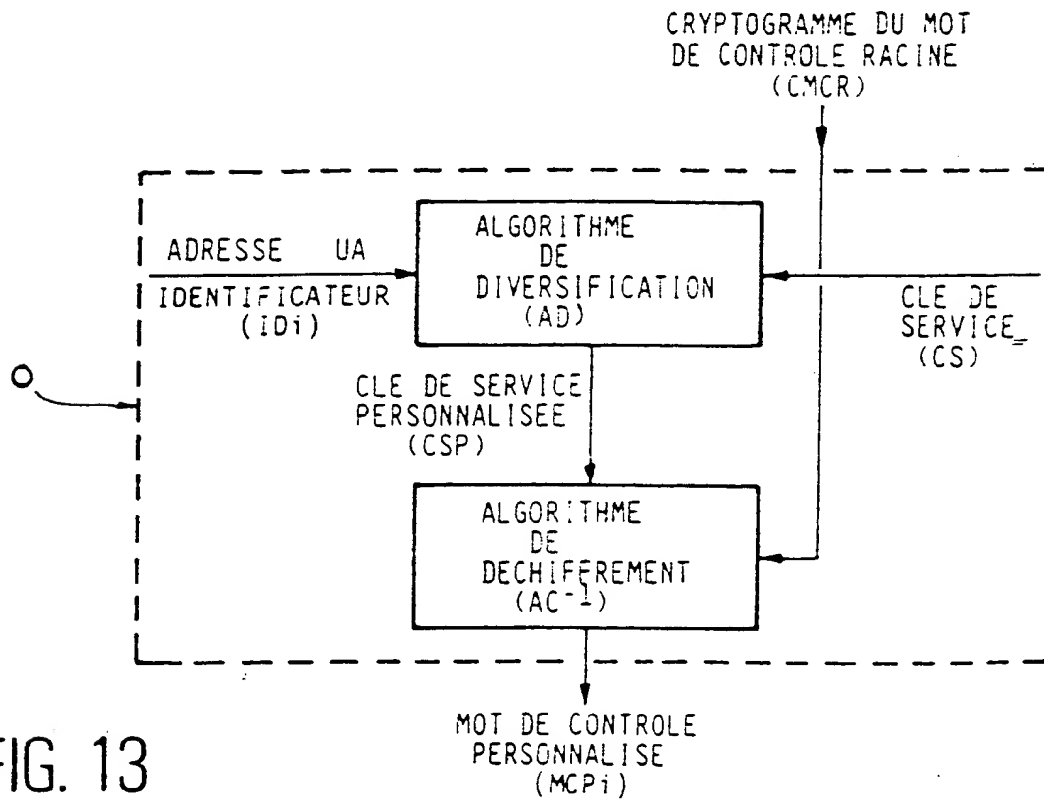 CRYPTOGRAMME DU MOT
DE CONTROLE RACINE
(CMCR)
ADRESSE UA
IDENTIFICATEUR
(IDi)
ALGORITHME
DE
DIVERSIFICATION
(AD)
CLE DE
SERVICE
(CS)
O
CLE DE SERVICE
PERSONNALISEE
(CSP)
ALGORITHME
DE
DECHIFFREMENT
(AC-1)
MOT DE CONTROLE
PERSONNALISE
(MCPi)
FIG. 13